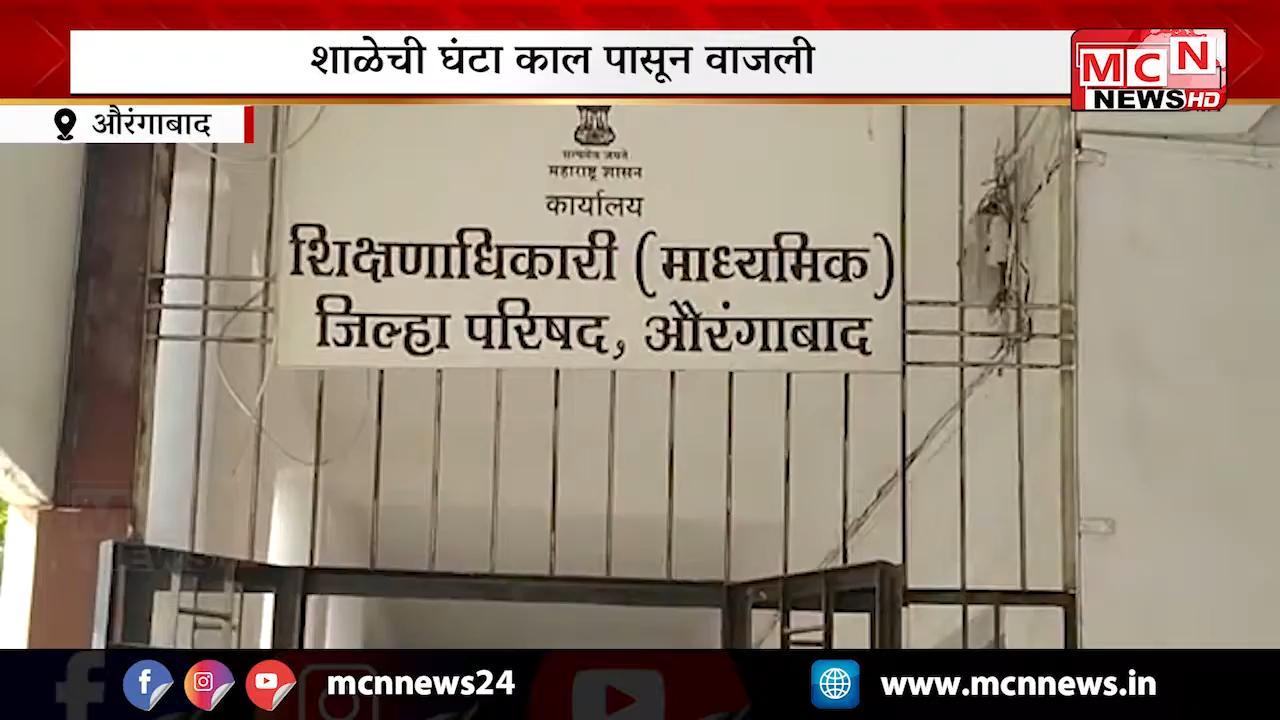 शाळेची घंटा काल पासून वाजली
MCN
NEWS HD
औरंगाबाद
सत्यमेव जयते
महाराष्ट्र शासन
कार्यालय
शिक्षणाधिकारी (माध्यमिक)
जिल्हा परिषद, औरंगाबाद
mcnnews24
www.mcnnews.in